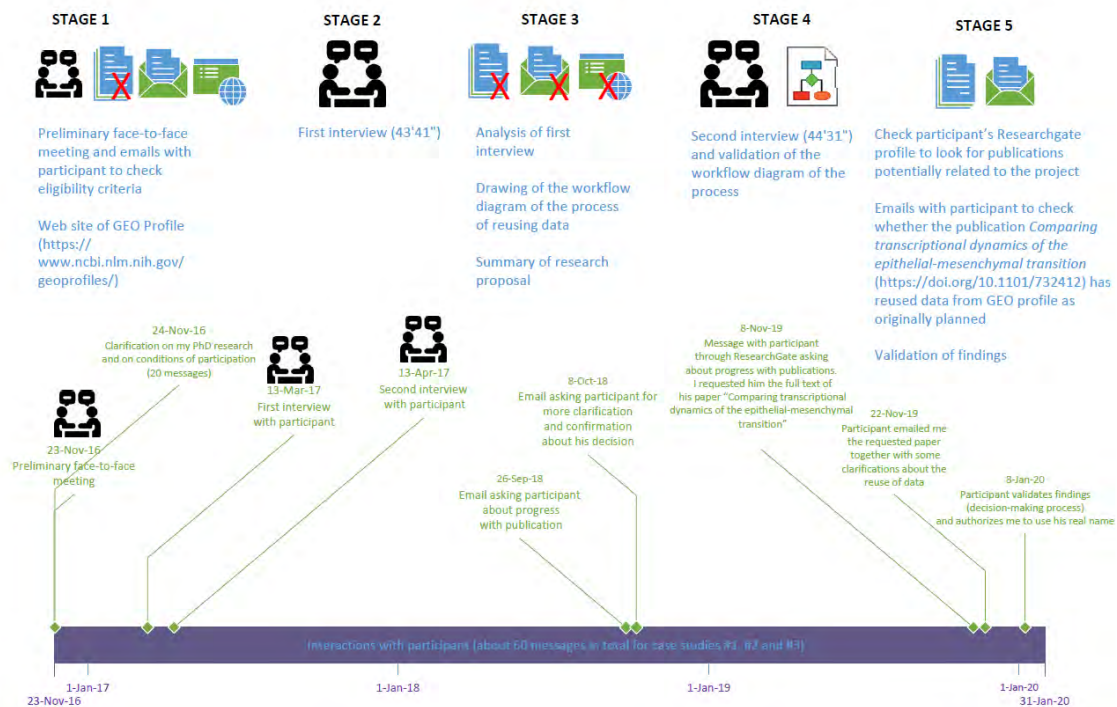 STAGE 1
STAGE 2
STAGE 3
STAGE 4
STAGE 5
Preliminary face-to-face
meeting and emails with
participant to check
eligibility criteria
Web site of GEO Profile
(https://
www.ncbi.nlm.nih.gov/
geoprofiles/)
First interview (43'41")
Analysis of first
interview
Drawing of the workflow
diagram of the process
of reusing data
Summary of research
proposal
Second interview (44'31")
and validation of the
workflow diagram of the
process
Check participant's Researchgate
profile to look for publications
potentially related to the project
Emails with participant to check
whether the publication Comparing
transcriptional dynamics of the
epithelial-mesenchymal transition
(https://doi.org/10.1101/732412) has
reused data from GEO profile as
originally planned
Validation of findings
23-Nov-16
Preliminary face-to-face
meeting
24-Nov-16
Clarification on my PhD research
and on conditions of participation
(20 messages)
13-Mar-17
First interview
with participant
13-Apr-17
Second interview
with participant
26-Sep-18
Email asking participant
about progress
with publication
8-Oct-18
Email asking participant for
more clarification
and confirmation
about his decision
8-Nov-19
Message with participant
through ResearchGate asking
about progress with publications.
I requested him the full text of
his paper "Comparing transcriptional
dynamics of the epithelial-mesenchymal
transition"
22-Nov-19
Participant emailed me
the requested paper
together with some
clarifications about the
reuse of data
8-Jan-20
Participant validates findings
(decision-making process)
and authorizes me to use his real name
Interactions with participant (about 60 messages in total for case studies #1, #2 and #3)
1-Jan-17
1-Jan-18
1-Jan-19
1-Jan-20
23-Nov-16
31-Jan-20